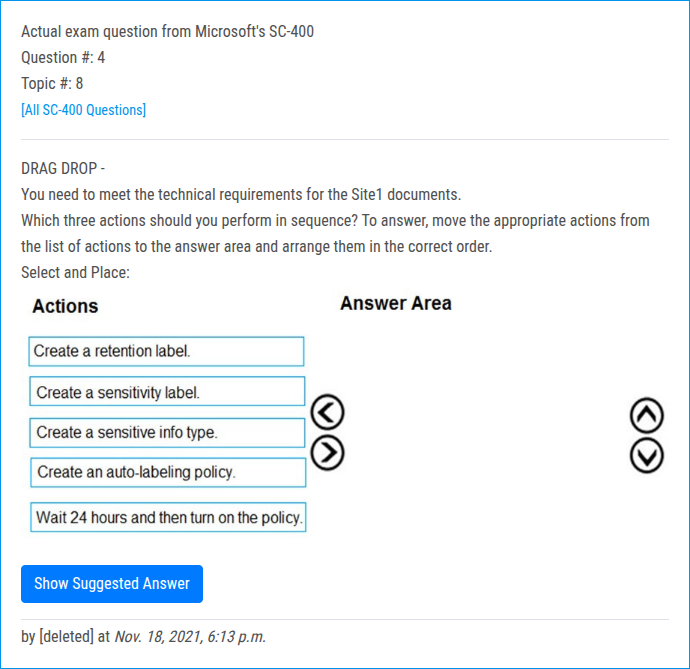 Actual exam question from Microsoft's SC-400
Question #: 4
Topic #: 8
[All SC-400 Questions]
DRAG DROP -
You need to meet the technical requirements for the Site1 documents.
Which three actions should you perform in sequence? To answer, move the appropriate actions from
the list of actions to the answer area and arrange them in the correct order.
Select and Place:
Actions
Answer Area
Create a retention label.
Create a sensitivity label.
Create a sensitive info type.
Create an auto-labeling policy.
Wait 24 hours and then turn on the policy.
Show Suggested Answer
by [deleted] at Nov. 18, 2021, 6:13 p.m.